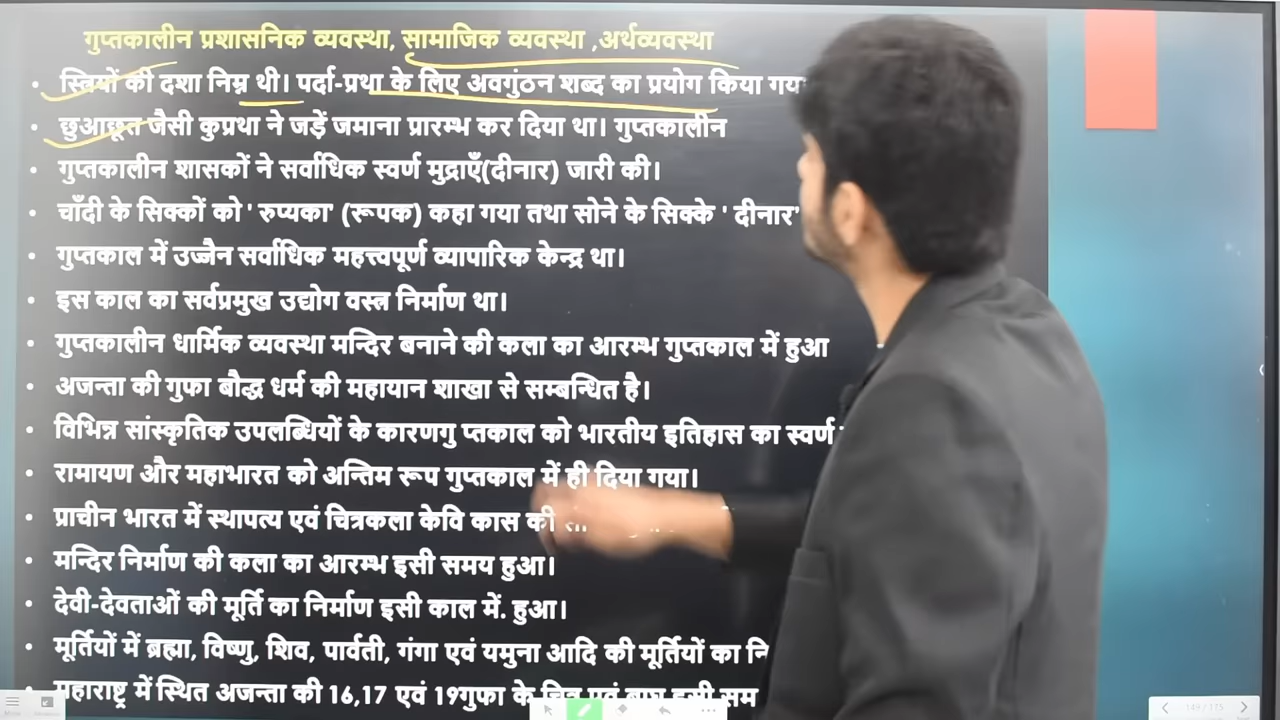 गुप्तकालीन प्रशासनिक व्यवस्था, सामाजिक व्यवस्था ,अर्थव्यवस्था
• स्त्रियों की दशा निम्न थी। पर्दा-प्रथा के लिए अवगुंठन शब्द का प्रयोग किया
• छुआछूत जैसी कुप्रथा ने जड़ें जमाना प्रारम्भ कर दिया था। गुप्तकालीन
• गुप्तकालीन शासकों ने सर्वाधिक स्वर्ण मुद्राएँ(दीनार) जारी की।
• चाँदी के सिक्कों को ' रुप्यका' (रूपक) कहा गया तथा सोने के सिक्के ' दीनार'
• गुप्तकाल में उज्जैन सर्वाधिक महत्त्वपूर्ण व्यापारिक केन्द्र था।
• इस काल का सर्वप्रमुख उद्योग वस्त्र निर्माण था।
• गुप्तकालीन धार्मिक व्यवस्था मन्दिर बनाने की कला का आरम्भ गुप्तकाल में हुआ
• अजन्ता की गुफा बौद्ध धर्म की महायान शाखा से सम्बन्धित है।
• विभिन्न सांस्कृतिक उपलब्धियों के कारणगु प्तकाल को भारतीय इतिहास का स्वर्ण
• रामायण और महाभारत को अन्तिम रूप गुप्तकाल में ही दिया गया।
• प्राचीन भारत में स्थापत्य एवं चित्रकला केवि कास की
• मन्दिर निर्माण की कला का आरम्भ इसी समय हुआ।
• देवी-देवताओं की मूर्ति का निर्माण इसी काल में. हुआ।
• मूर्तियों में ब्रह्मा, विष्णु, शिव, पार्वती, गंगा एवं यमुना आदि की मूर्तियों का
• महाराष्ट्र में स्थित अजन्ता की 16,17 एवं 19गुफा के चित्र एवं बाघ इसी
149 / 175